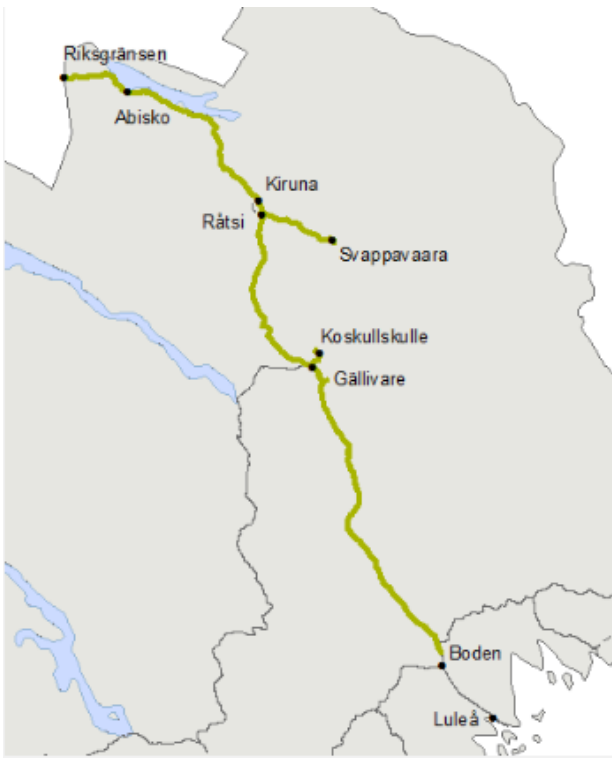 Riksgränsen
Abisko
Kiruna
Råtsi
Svappavaara
Koskullskulle
Gällivare
Boden
Luleå